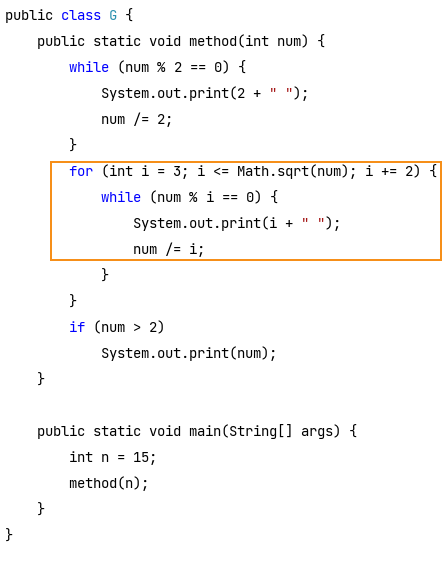 public class G {
    public static void method(int num) {
        while (num % 2 == 0) {
            System.out.print(2 + " ");
            num /= 2;
        }
        for (int i = 3; i <= Math.sqrt(num); i += 2) {
            while (num % i == 0) {
                System.out.print(i + " ");
                num /= i;
            }
        }
        if (num > 2)
            System.out.print(num);
    }

    public static void main(String[] args) {
        int n = 15;
        method(n);
    }
}